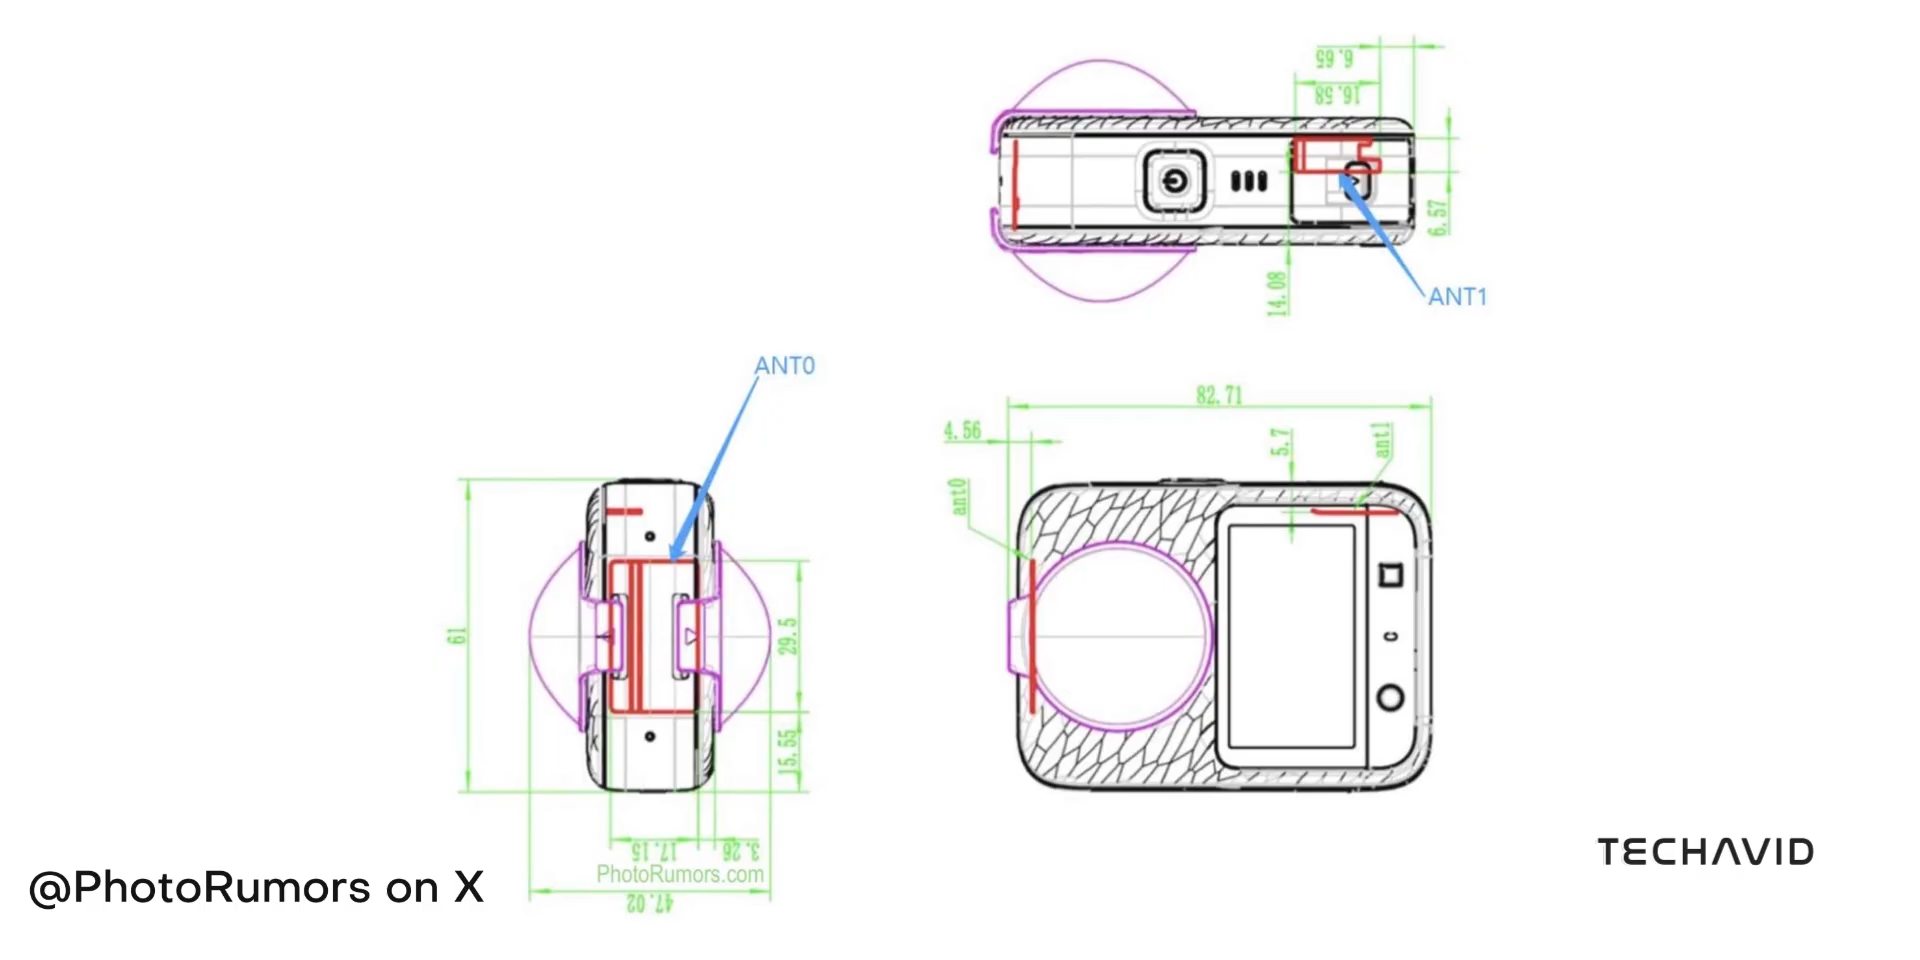 6.65
16.58
6.57
14.08
ANT1
ANT0
82.71
4.56
5.7
ant1
ant0
61
29.5
15.55
17.15
3.26
PhotoRumors.com
47.02
@PhotoRumors on X
TECHAVID